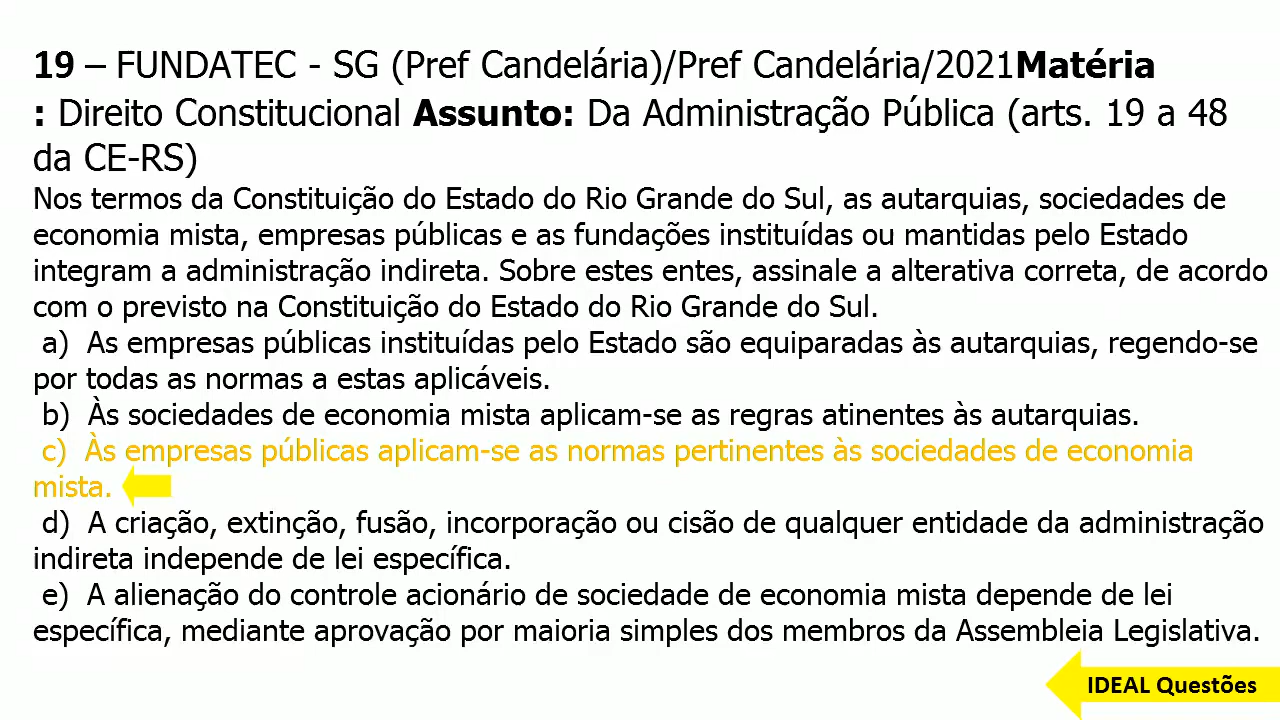 19 – FUNDATEC - SG (Pref Candelária)/Pref Candelária/2021Matéria
: Direito Constitucional Assunto: Da Administração Pública (arts. 19 a 48
da CE-RS)
Nos termos da Constituição do Estado do Rio Grande do Sul, as autarquias, sociedades de
economia mista, empresas públicas e as fundações instituídas ou mantidas pelo Estado
integram a administração indireta. Sobre estes entes, assinale a alterativa correta, de acordo
com o previsto na Constituição do Estado do Rio Grande do Sul.
a) As empresas públicas instituídas pelo Estado são equiparadas às autarquias, regendo-se
por todas as normas a estas aplicáveis.
b) Às sociedades de economia mista aplicam-se as regras atinentes às autarquias.
c) Às empresas públicas aplicam-se as normas pertinentes às sociedades de economia
mista.
d) A criação, extinção, fusão, incorporação ou cisão de qualquer entidade da administração
indireta independe de lei específica.
e) A alienação do controle acionário de sociedade de economia mista depende de lei
específica, mediante aprovação por maioria simples dos membros da Assembleia Legislativa.
IDEAL Questões